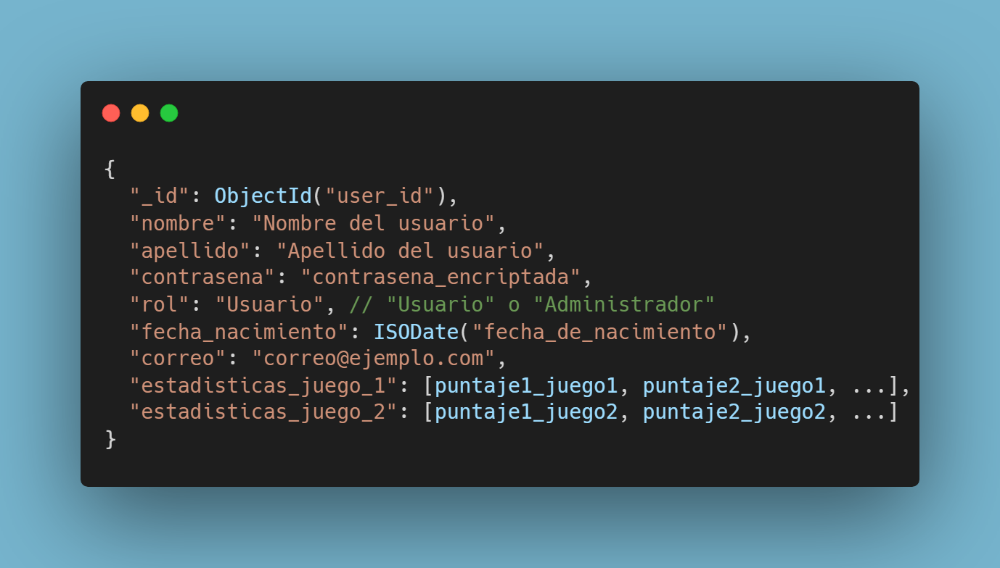 {
  "_id": ObjectId("user_id"),
  "nombre": "Nombre del usuario",
  "apellido": "Apellido del usuario",
  "contrasena": "contrasena_encriptada",
  "rol": "Usuario", // "Usuario" o "Administrador"
  "fecha_nacimiento": ISODate("fecha_de_nacimiento"),
  "correo": "correo@ejemplo.com",
  "estadisticas_juego_1": [puntaje1_juego1, puntaje2_juego1, ...],
  "estadisticas_juego_2": [puntaje1_juego2, puntaje2_juego2, ...]
}